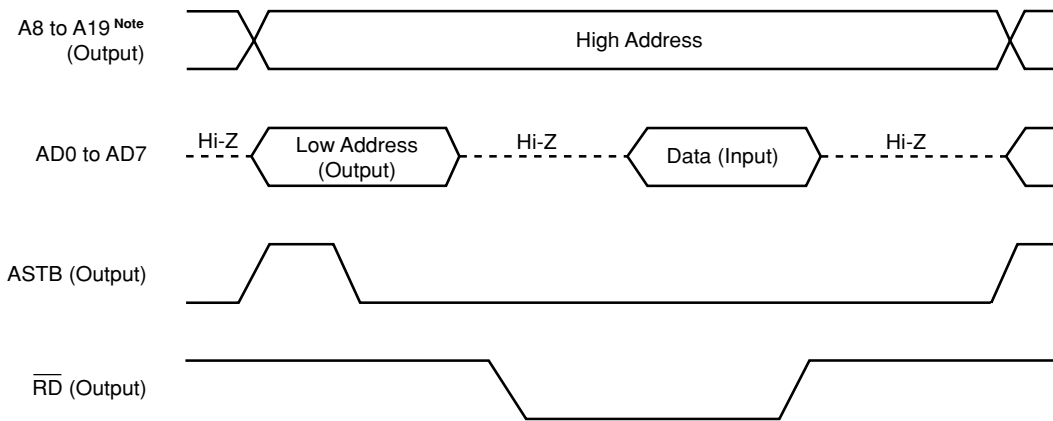 A8 to A19 Note
(Output)
High Address
AD0 to AD7
Hi-Z
Low Address
(Output)
Hi-Z
Data (Input)
Hi-Z
ASTB (Output)
RD (Output)